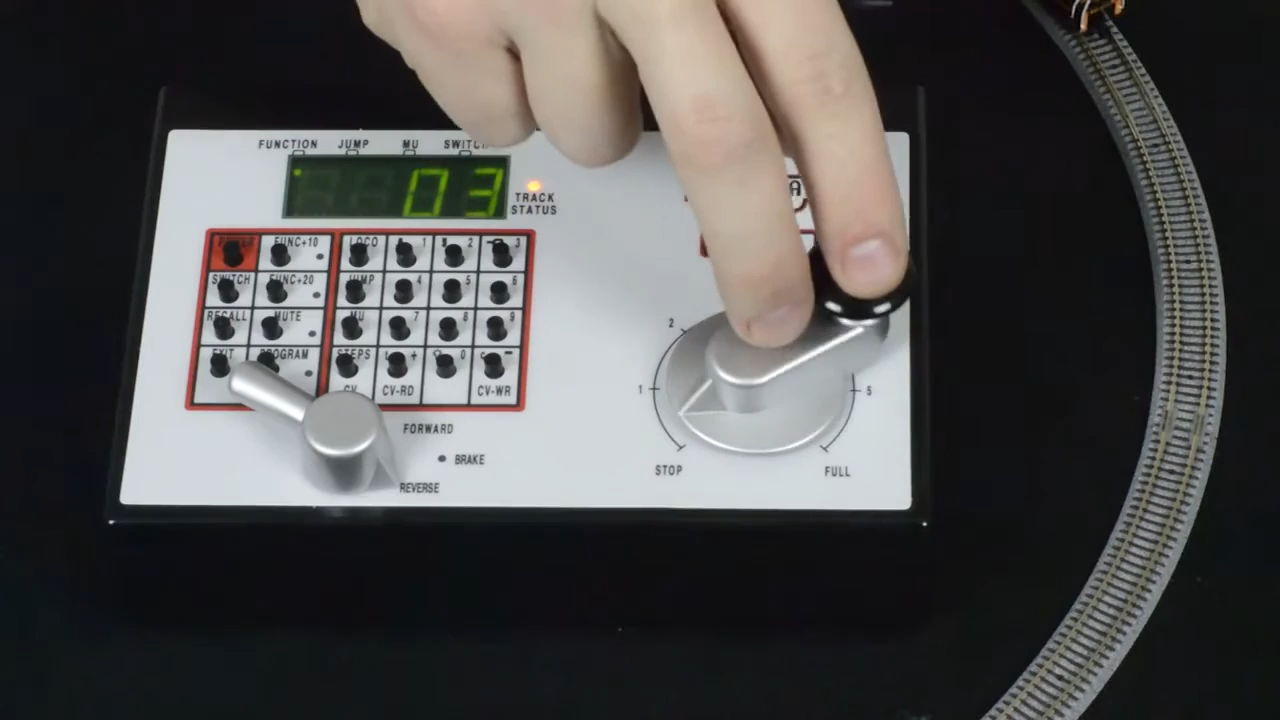 FUNCTION JUMP MU
03
TRACK
STATUS
POWER FUNC+10 LOCO 1 2 3
SWITCH FUNC+20 JUMP 4 5 6
RECALL MUTE MU 7 8 9
EXIT PROGRAM STEPS + 0 -
CV CV-RD CV-WR
FORWARD
BRAKE
REVERSE
2
1
5
STOP FULL